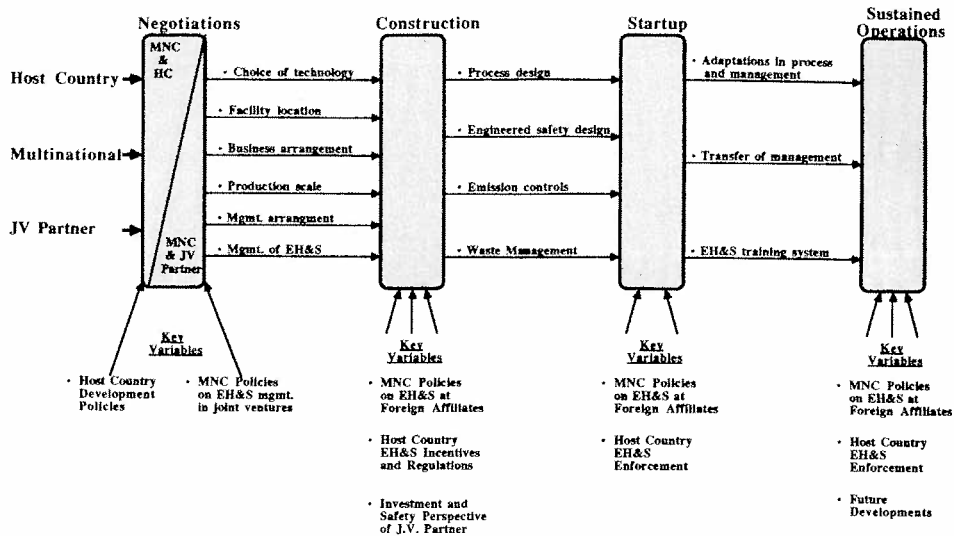 Negotiations
Construction
Startup
Sustained
Operations
MNC
&
HC
Host Country
Multinational
JV Partner
MNC
& JV
Partner
• Choice of technology
• Facility location
• Business arrangement
• Production scale
• Mgmt. arrangment
• Mgmt. of EH&S
• Process design
• Engineered safety design
• Emission controls
• Waste Management
• Adaptations in process
and management
• Transfer of management
• EH&S training system
Key
Variables
• Host Country
Development
Policies
• MNC Policies
on EH&S mgmt.
in joint ventures
Key
Variables
• MNC Policies
on EH&S at
Foreign Affiliates
• Host Country
EH&S Incentives
and Regulations
• Investment and
Safety Perspective
of J.V. Partner
Key
Variables
• MNC Policies
on EH&S at
Foreign Affiliates
• Host Country
EH&S
Enforcement
Key
Variables
• MNC Policies
on EH&S at
Foreign Affiliates
• Host Country
EH&S
Enforcement
• Future
Developments